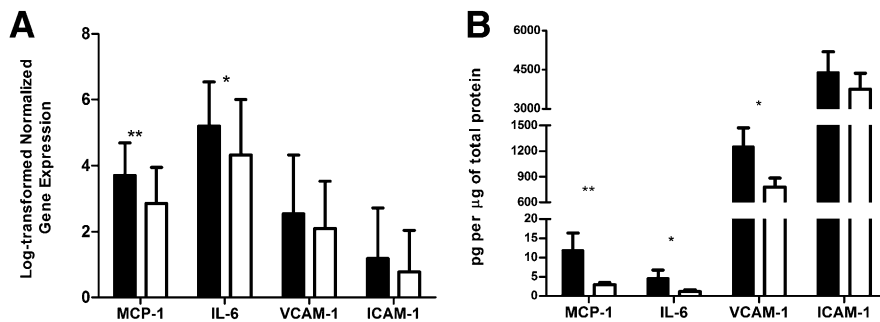 A
Log-transformed Normalized
Gene Expression
8
6
4
2
0
**
*
MCP-1
IL-6
VCAM-1
ICAM-1
B
pg per μg of total protein
6000
4500
3000
1500
1200
900
600
20
15
10
5
0
**
*
*
MCP-1
IL-6
VCAM-1
ICAM-1